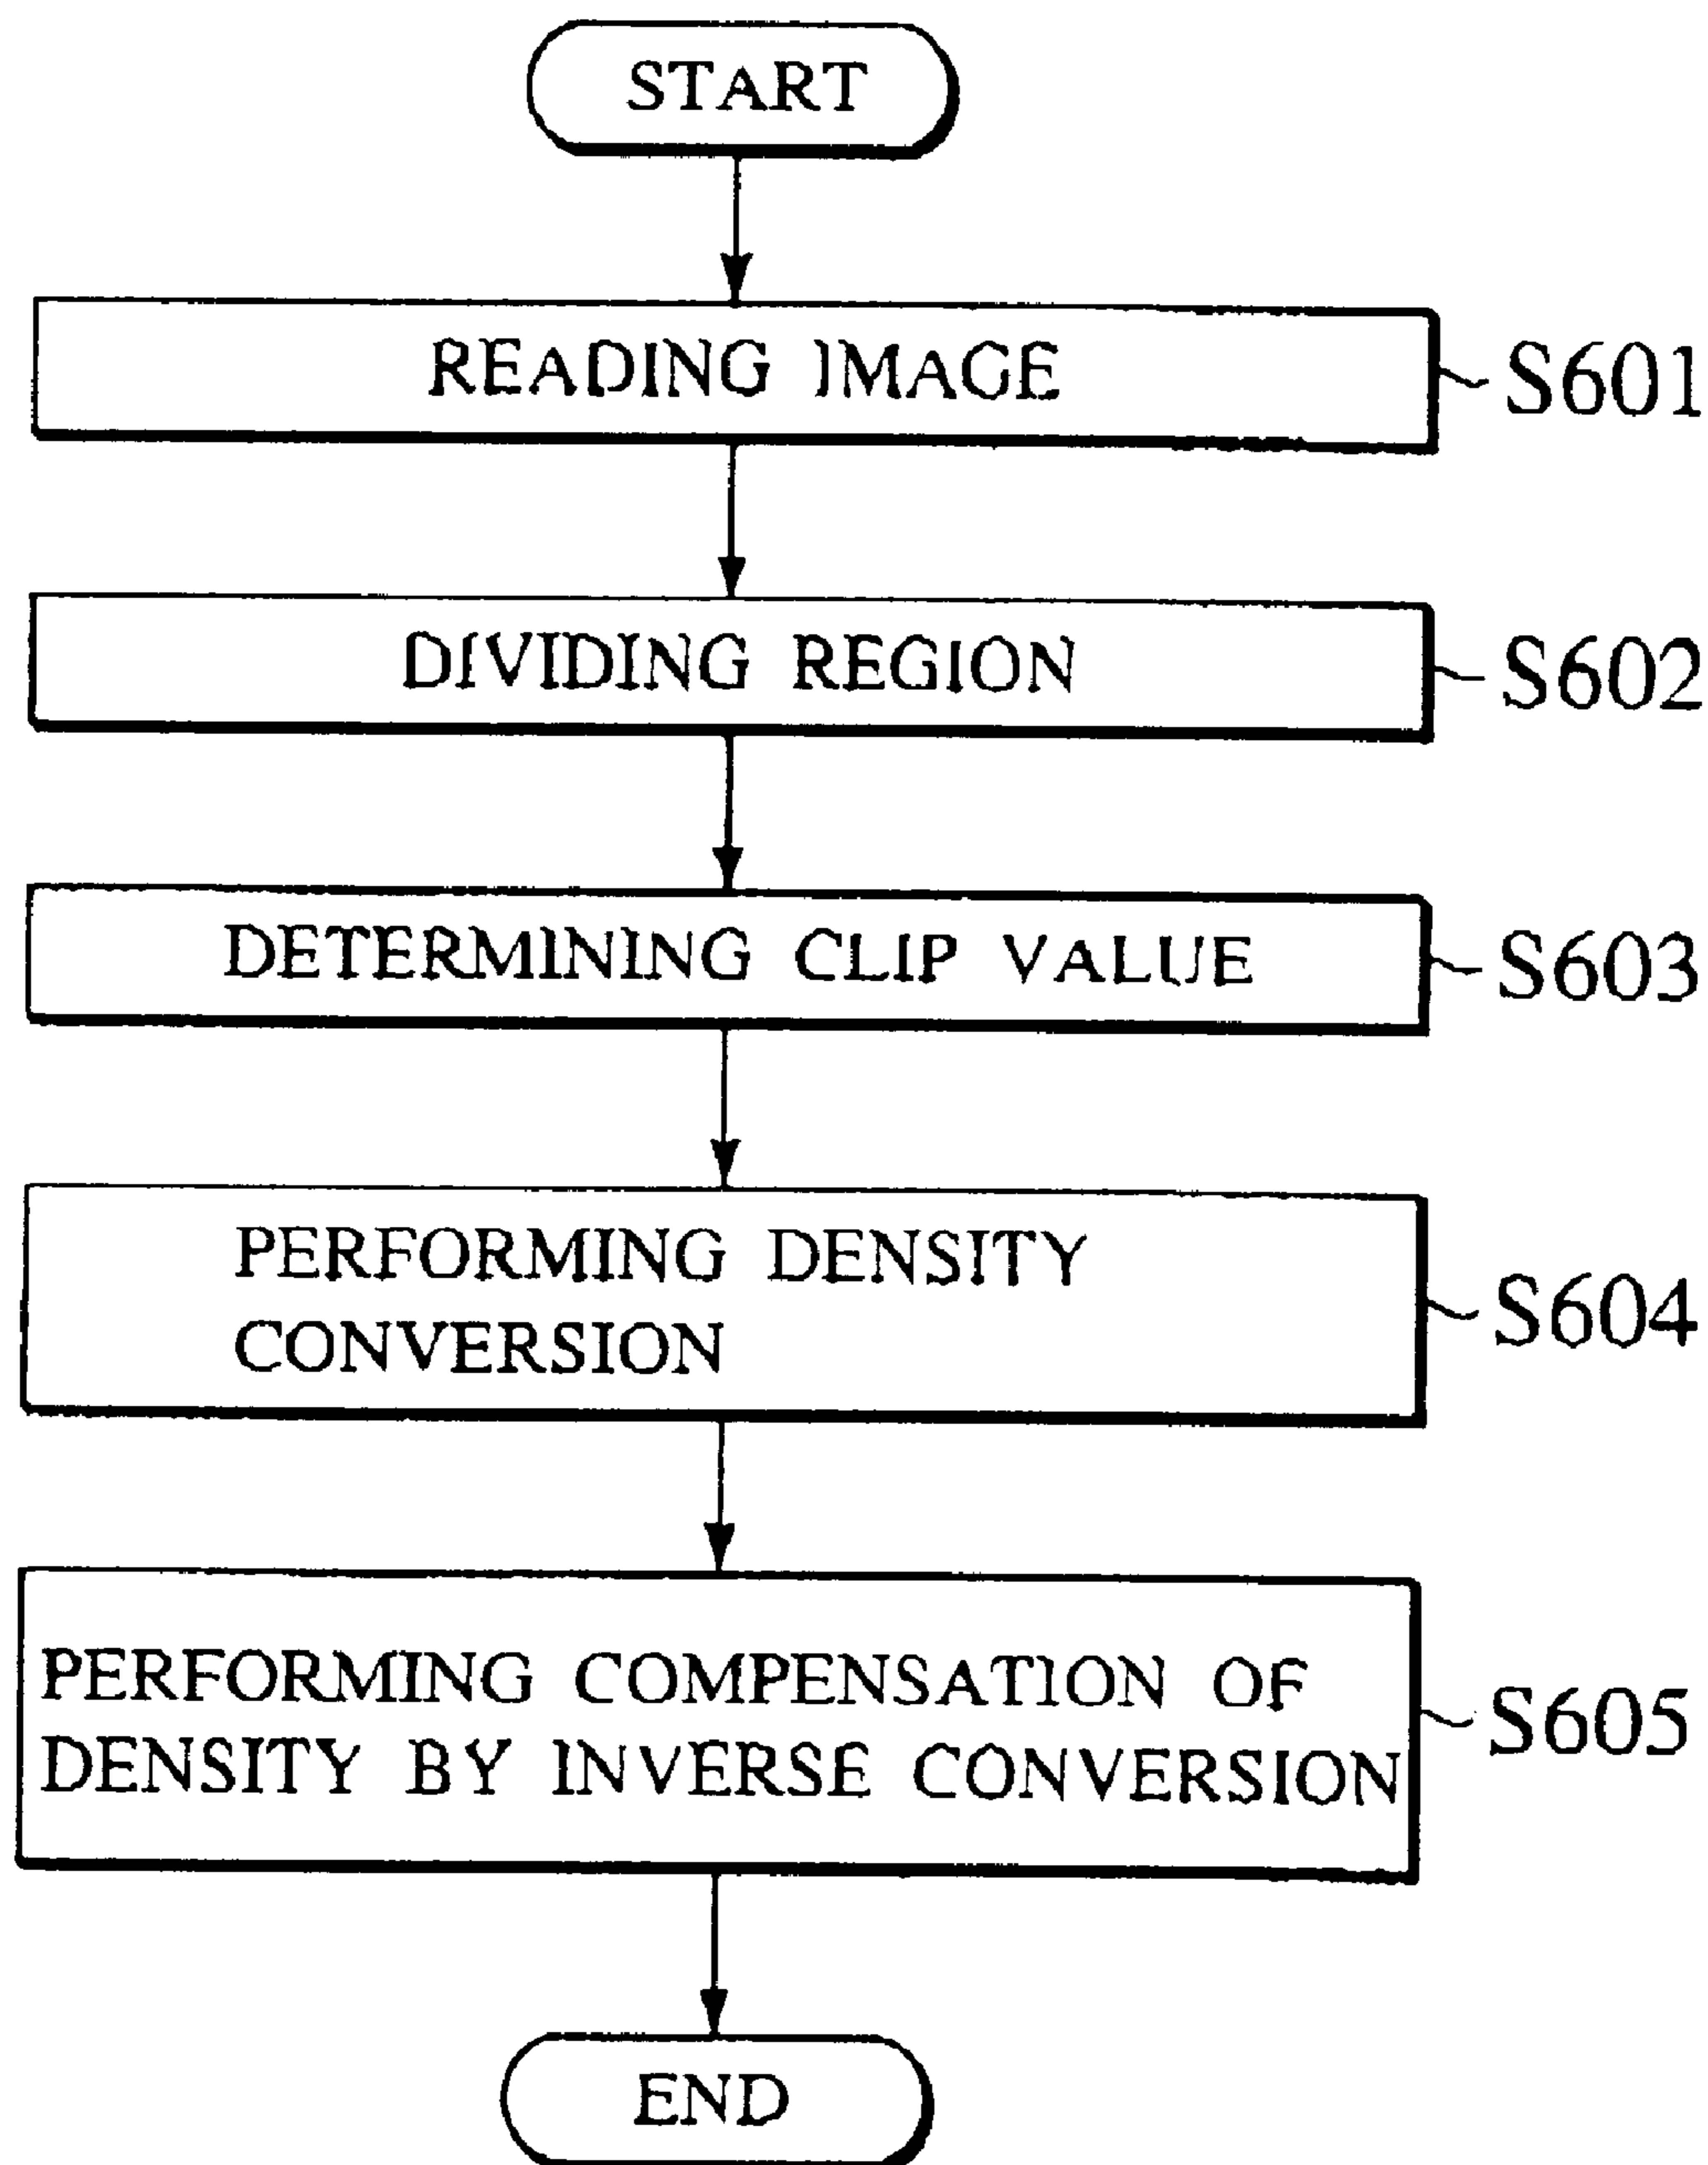 START
READING IMAGE
S601
DIVIDING REGION
S602
DETERMINING CLIP VALUE
S603
PERFORMING DENSITY
CONVERSION
S604
PERFORMING COMPENSATION OF
DENSITY BY INVERSE CONVERSION
S605
END